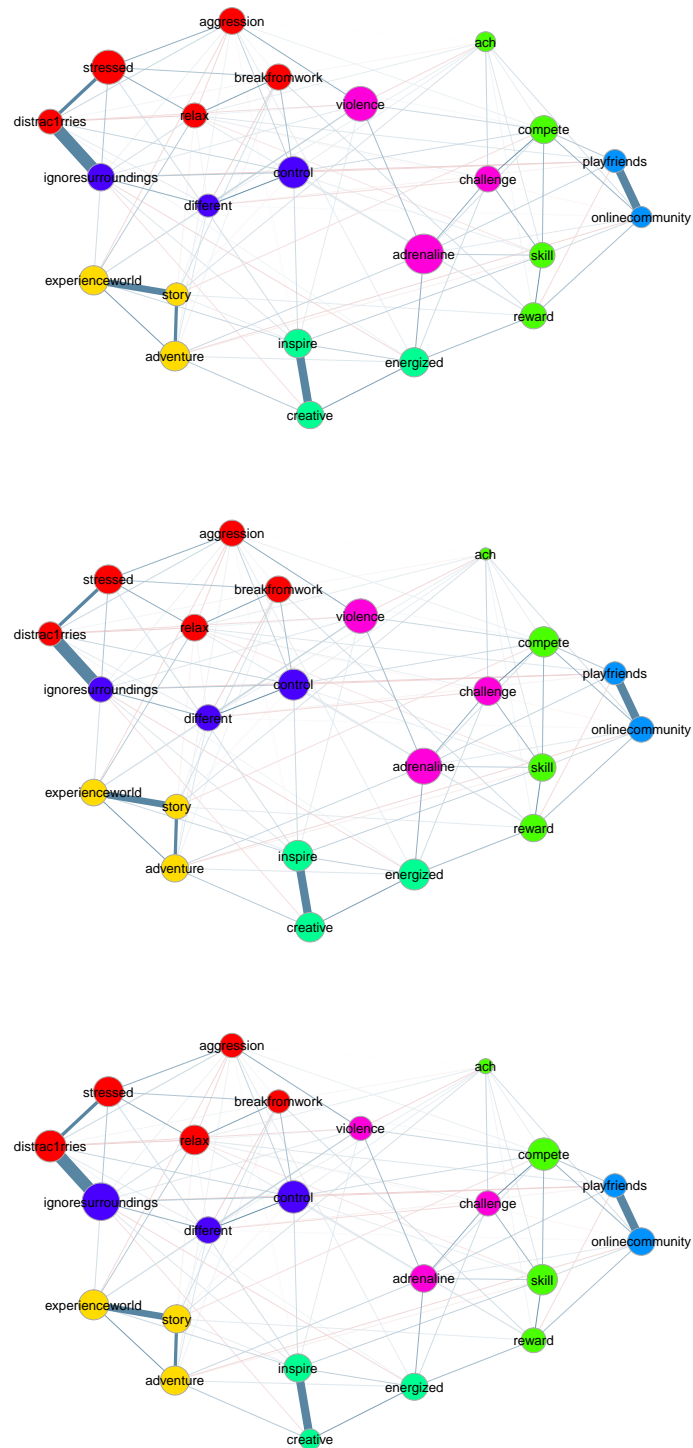 aggression
ach
stressed
breakfromwork
violence
distrac1rries
relax
compete
playfriends
ignoresurroundings
control
challenge
different
onlinecommunity
adrenaline
skill
experienceworld
story
reward
inspire
adventure
energized
creative
aggression
ach
stressed
breakfromwork
violence
distrac1rries
relax
compete
playfriends
ignoresurroundings
control
challenge
different
onlinecommunity
adrenaline
skill
experienceworld
story
reward
inspire
adventure
energized
creative
aggression
ach
stressed
breakfromwork
violence
distrac1rries
relax
compete
playfriends
ignoresurroundings
control
challenge
different
onlinecommunity
adrenaline
skill
experienceworld
story
reward
inspire
adventure
energized
creative